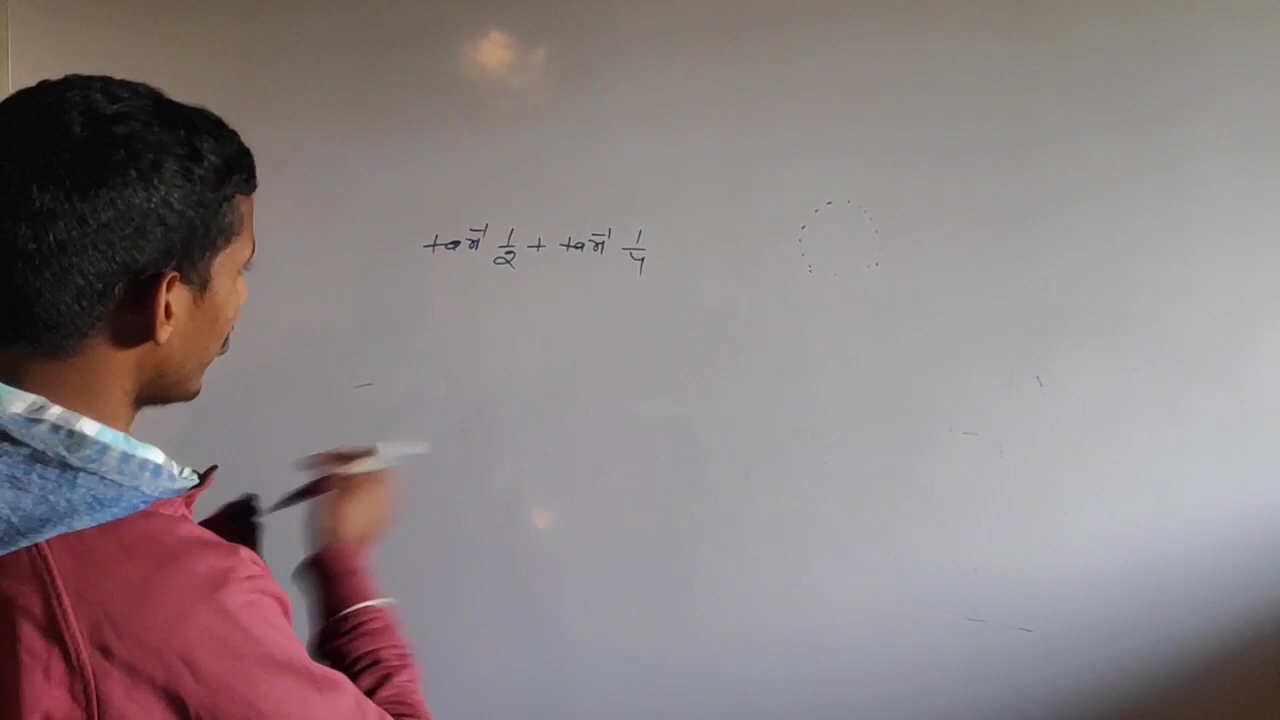 tan⁻¹ 1/2 + tan⁻¹ 1/4